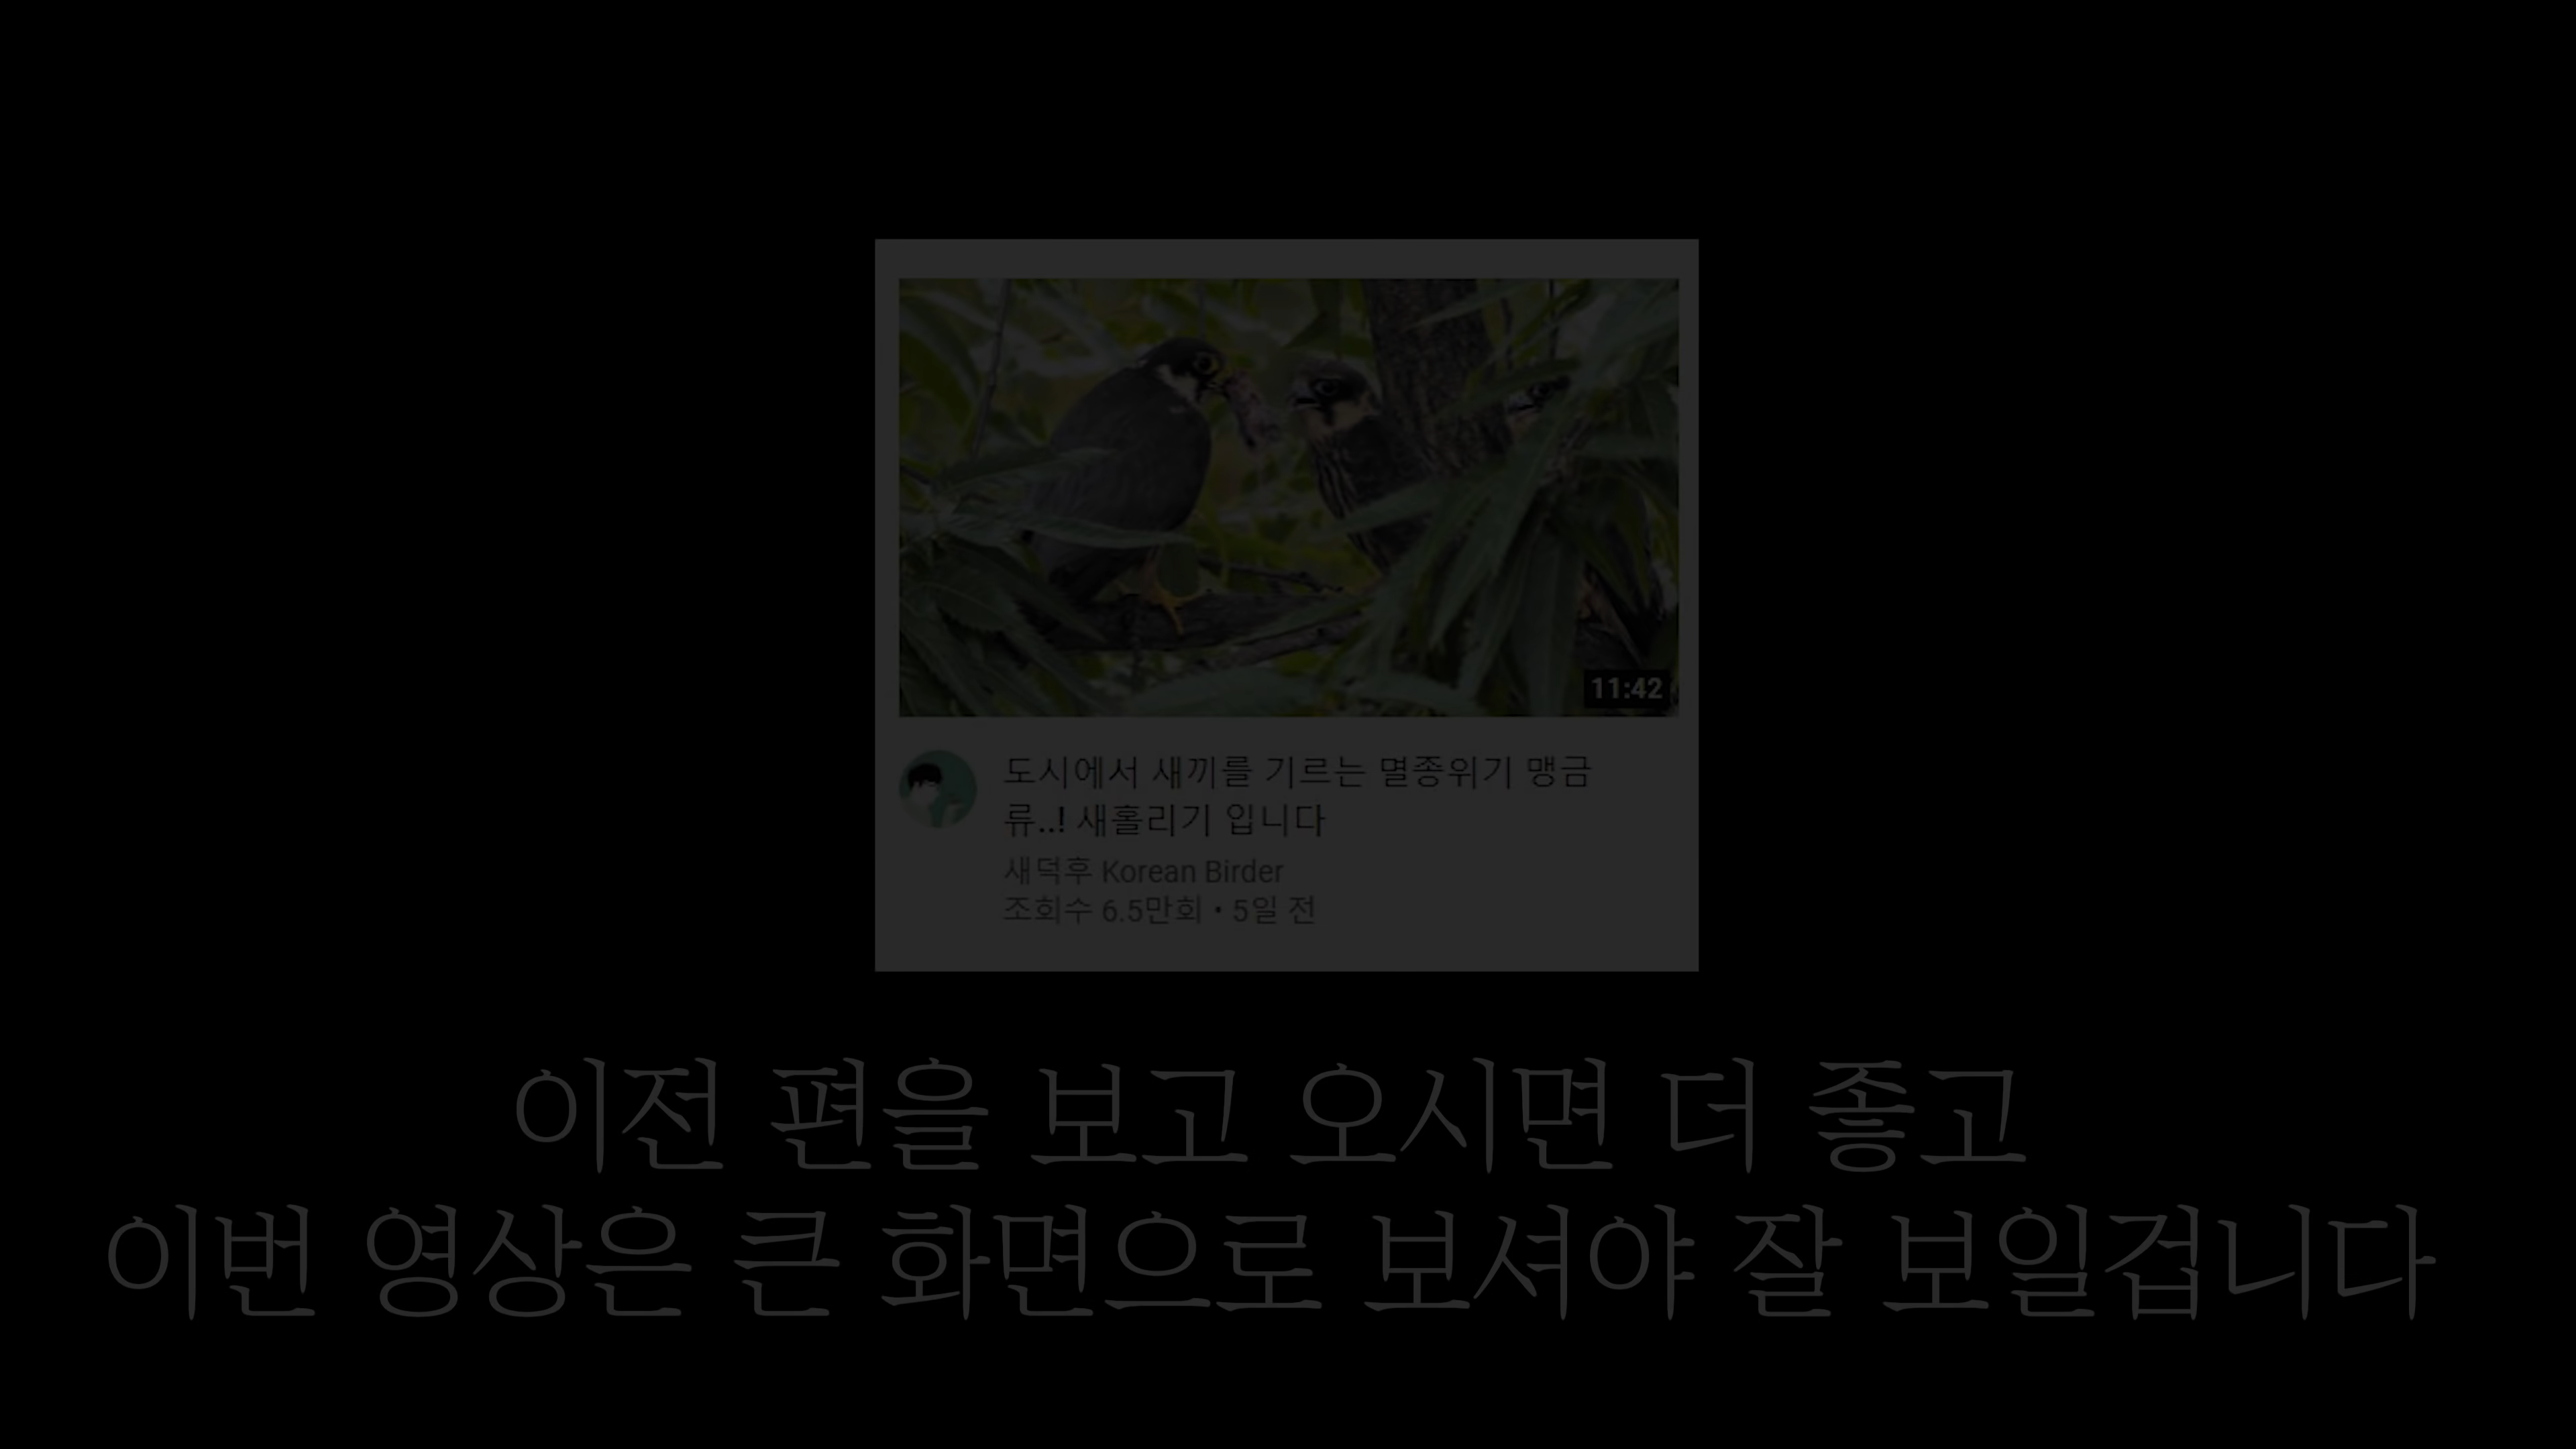 11:42
도시에서 새끼를 기르는 멸종위기 맹금
류..! 새홀리기 입니다
새덕후 Korean Birder
조회수 6.5만회 • 5일 전
이전 편을 보고 오시면 더 좋고
이번 영상은 큰 화면으로 보셔야 잘 보일겁니다